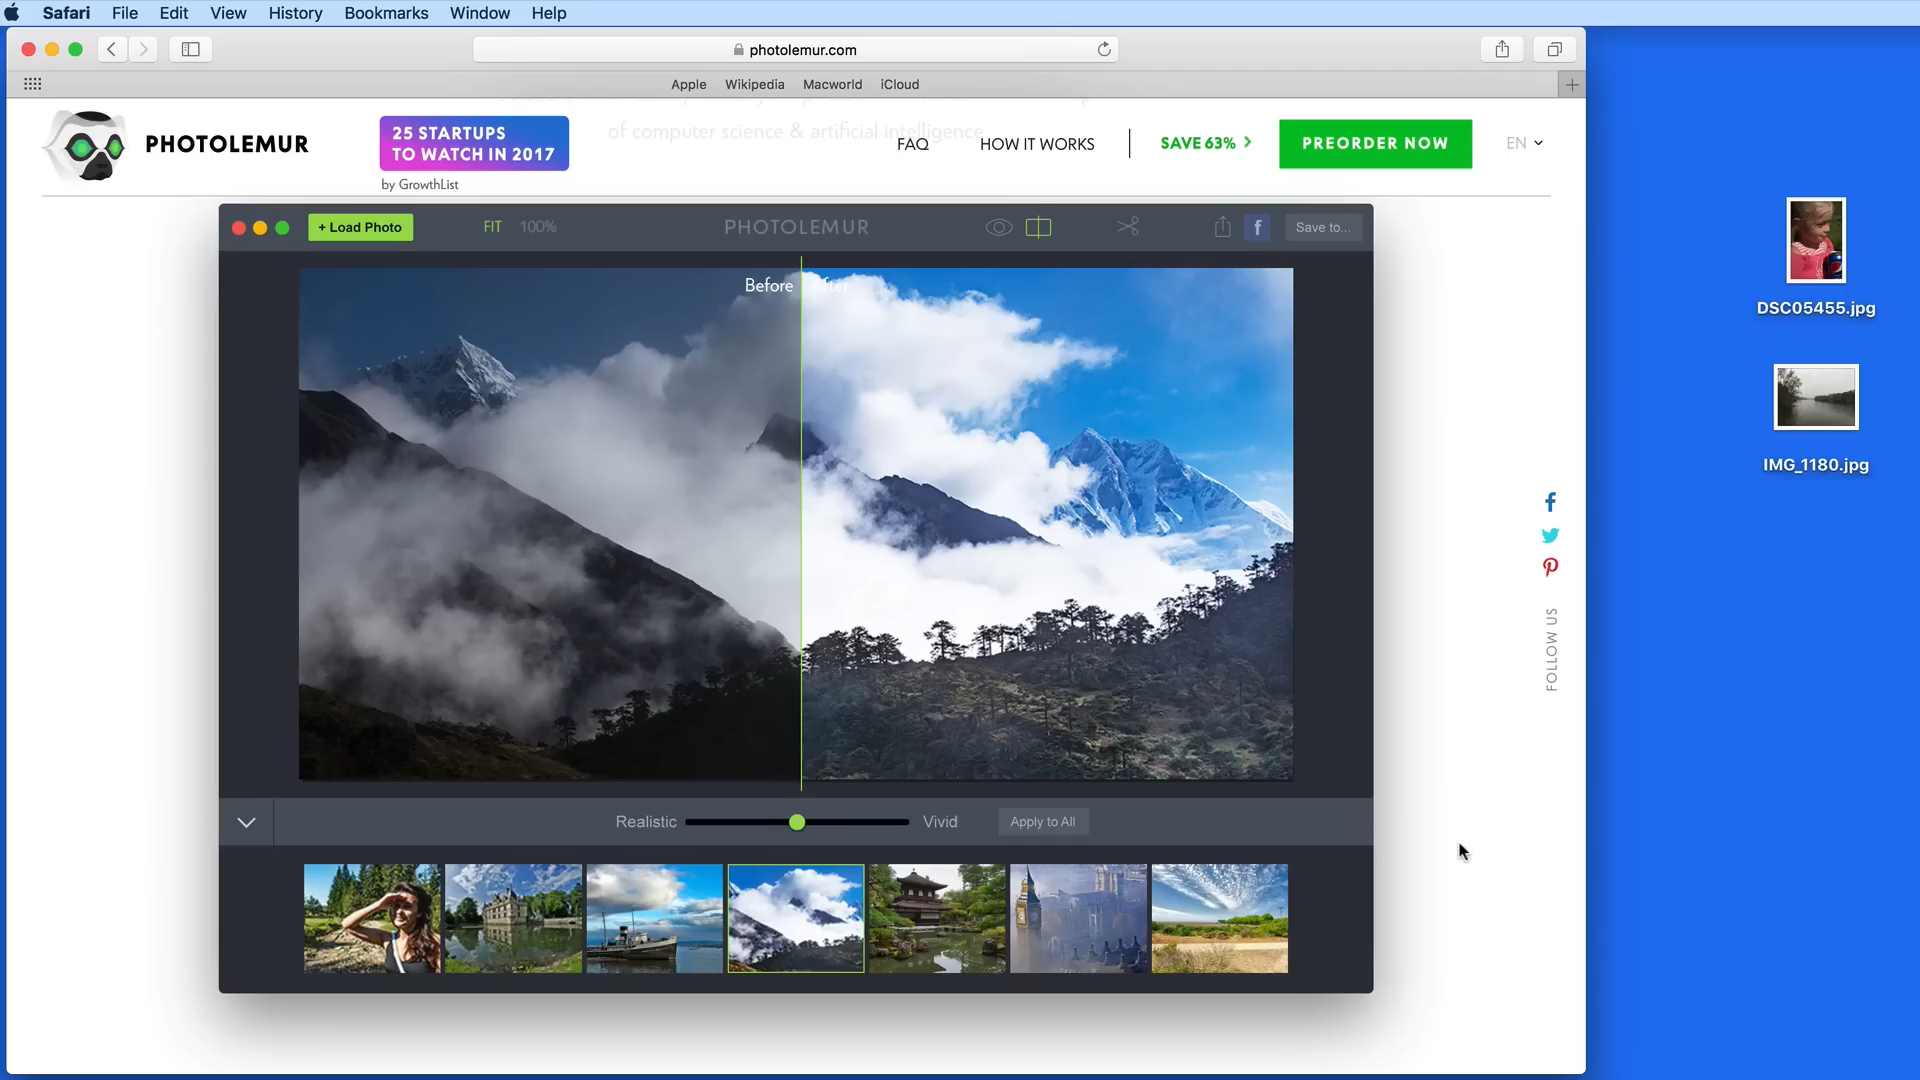 Safari File Edit View History Bookmarks Window Help
photolemur.com
Apple Wikipedia Macworld iCloud
of computer science & artificial intelligence
PHOTOLEMUR
25 STARTUPS
TO WATCH IN 2017
by GrowthList
FAQ HOW IT WORKS SAVE 63% PREORDER NOW EN
+ Load Photo FIT 100% PHOTOLEMUR f Save to...
Before After
DSC05455.jpg
IMG_1180.jpg
FOLLOW US
Realistic Vivid Apply to All